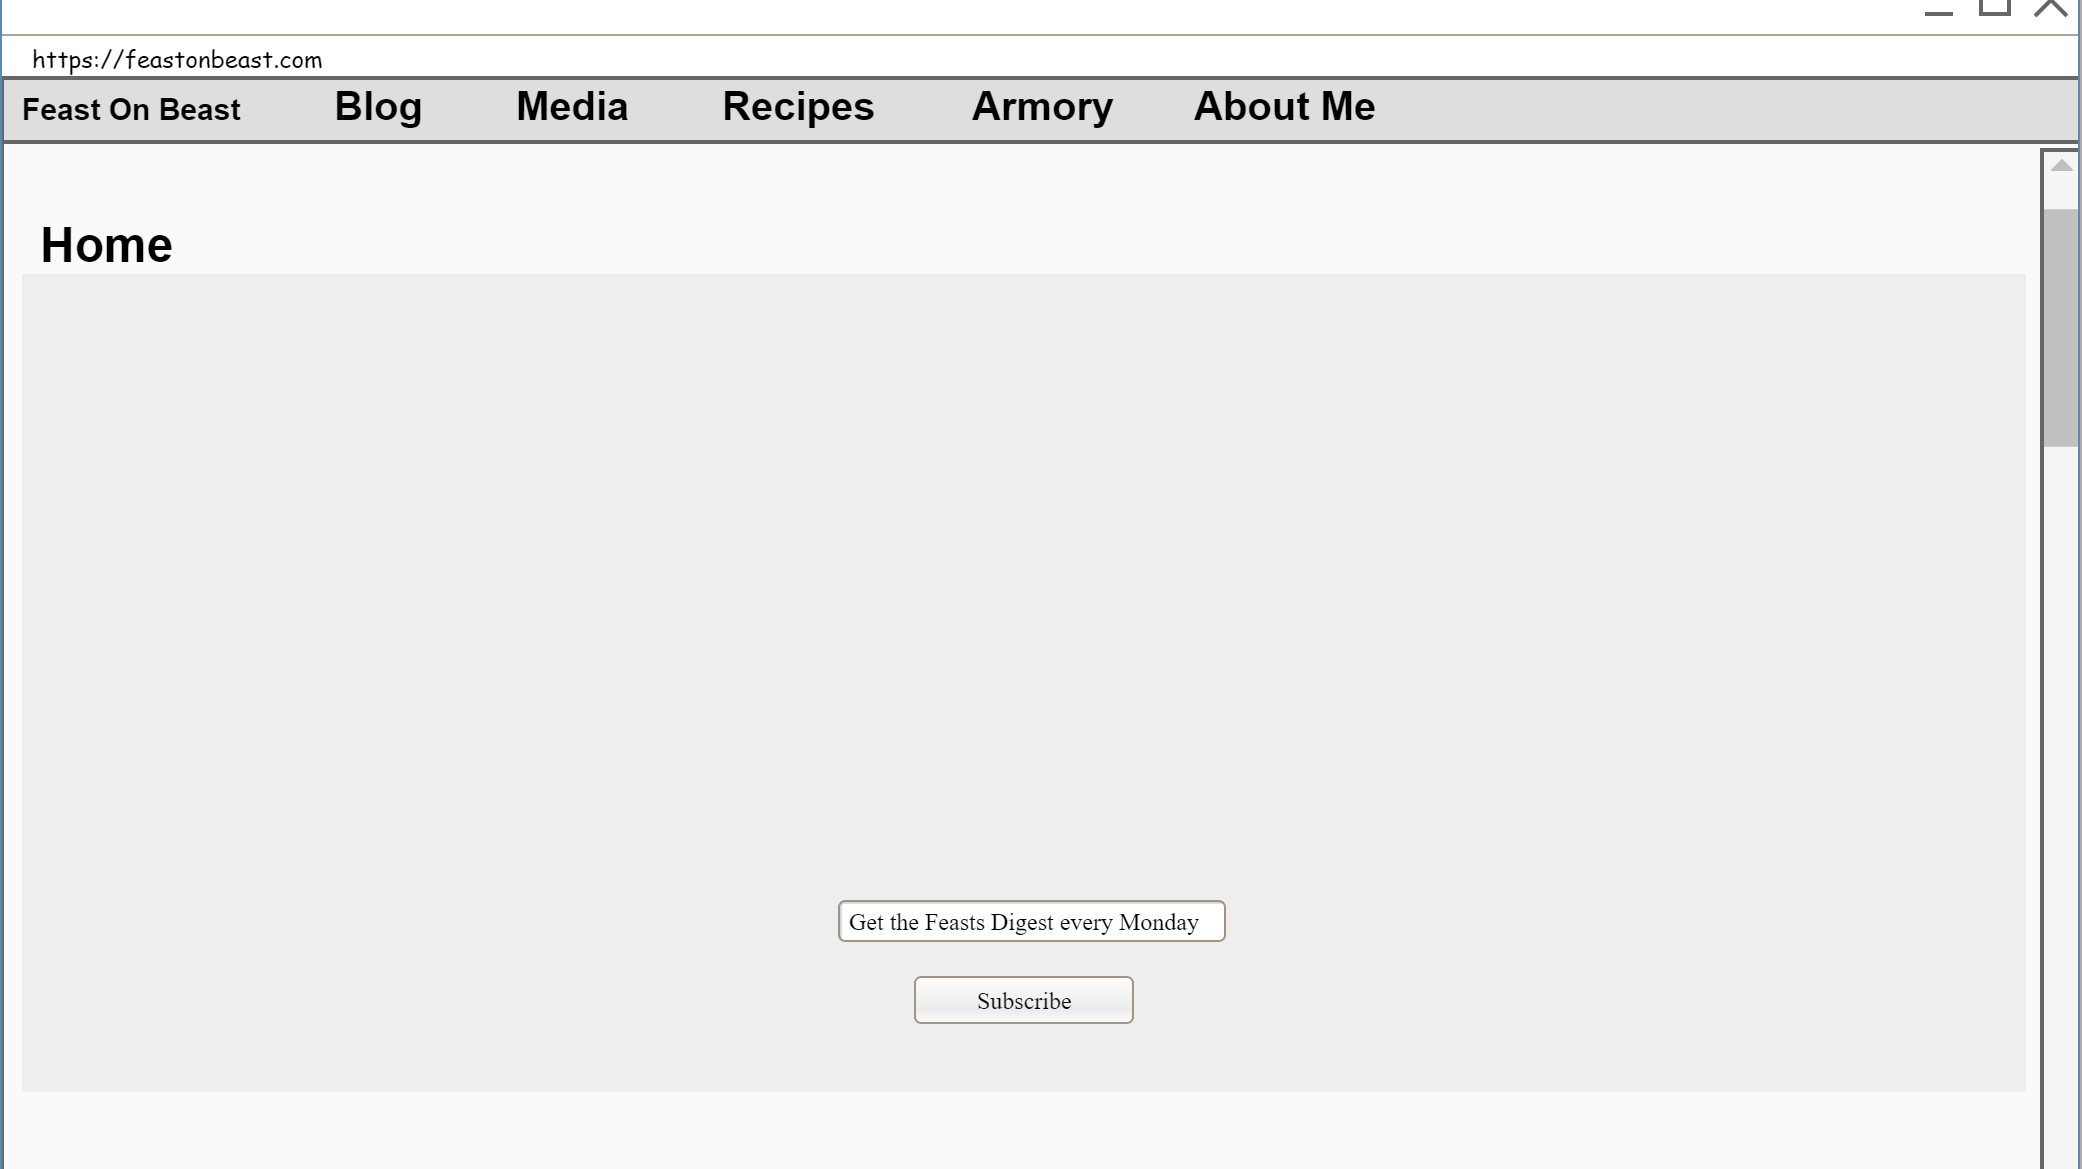 https://feastonbeast.com
Feast On Beast Blog Media Recipes Armory About Me
Home
Get the Feasts Digest every Monday
Subscribe